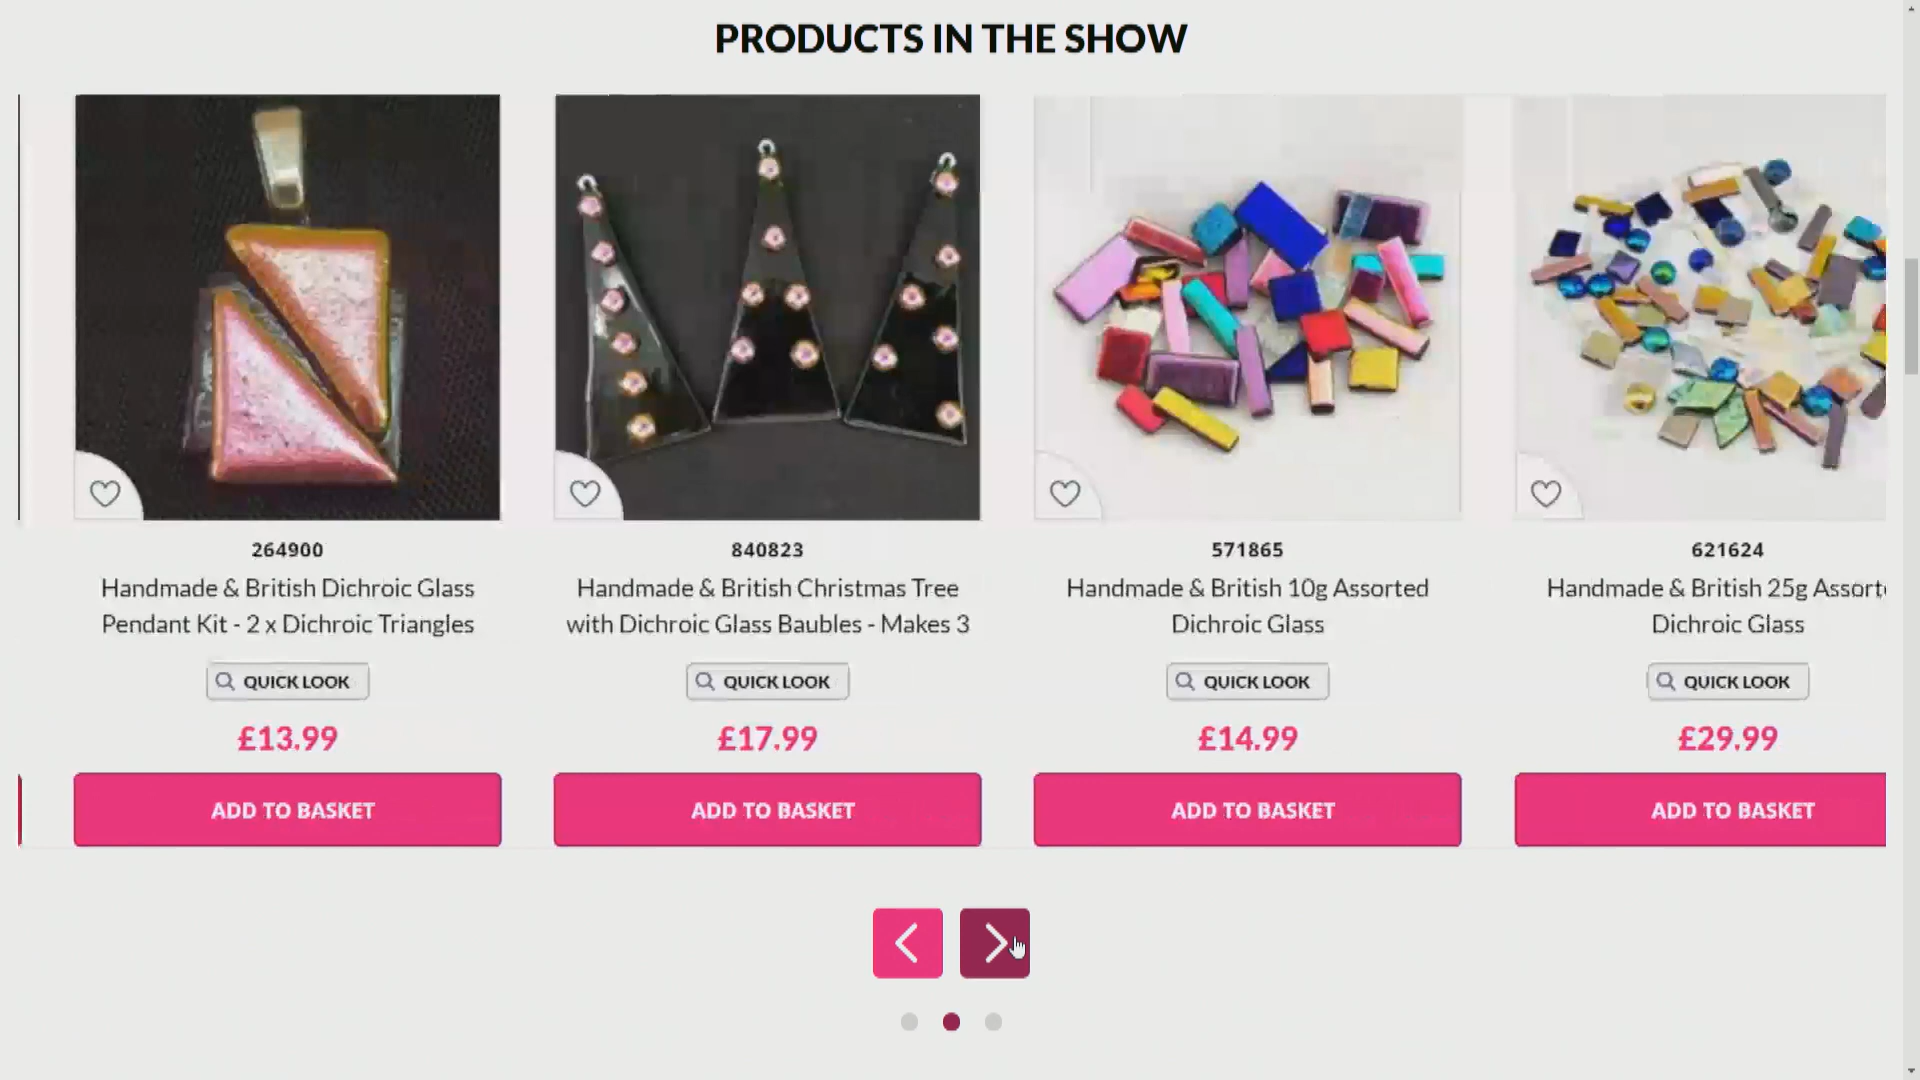 PRODUCTS IN THE SHOW
264900
Handmade & British Dichroic Glass
Pendant Kit - 2 x Dichroic Triangles
QUICK LOOK
£13.99
ADD TO BASKET
840823
Handmade & British Christmas Tree
with Dichroic Glass Baubles - Makes 3
QUICK LOOK
£17.99
ADD TO BASKET
571865
Handmade & British 10g Assorted
Dichroic Glass
QUICK LOOK
£14.99
ADD TO BASKET
621624
Handmade & British 25g Assort
Dichroic Glass
QUICK LOOK
£29.99
ADD TO BASKET